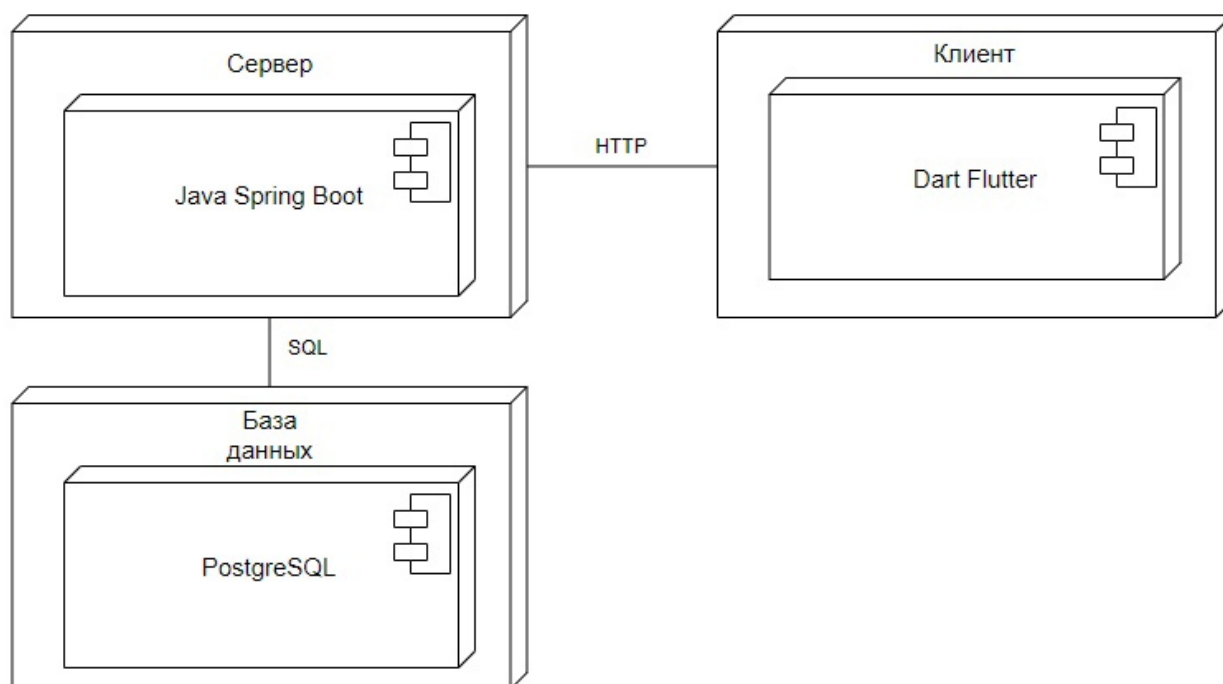 Сервер
Java Spring Boot
HTTP
Клиент
Dart Flutter
SQL
База
данных
PostgreSQL